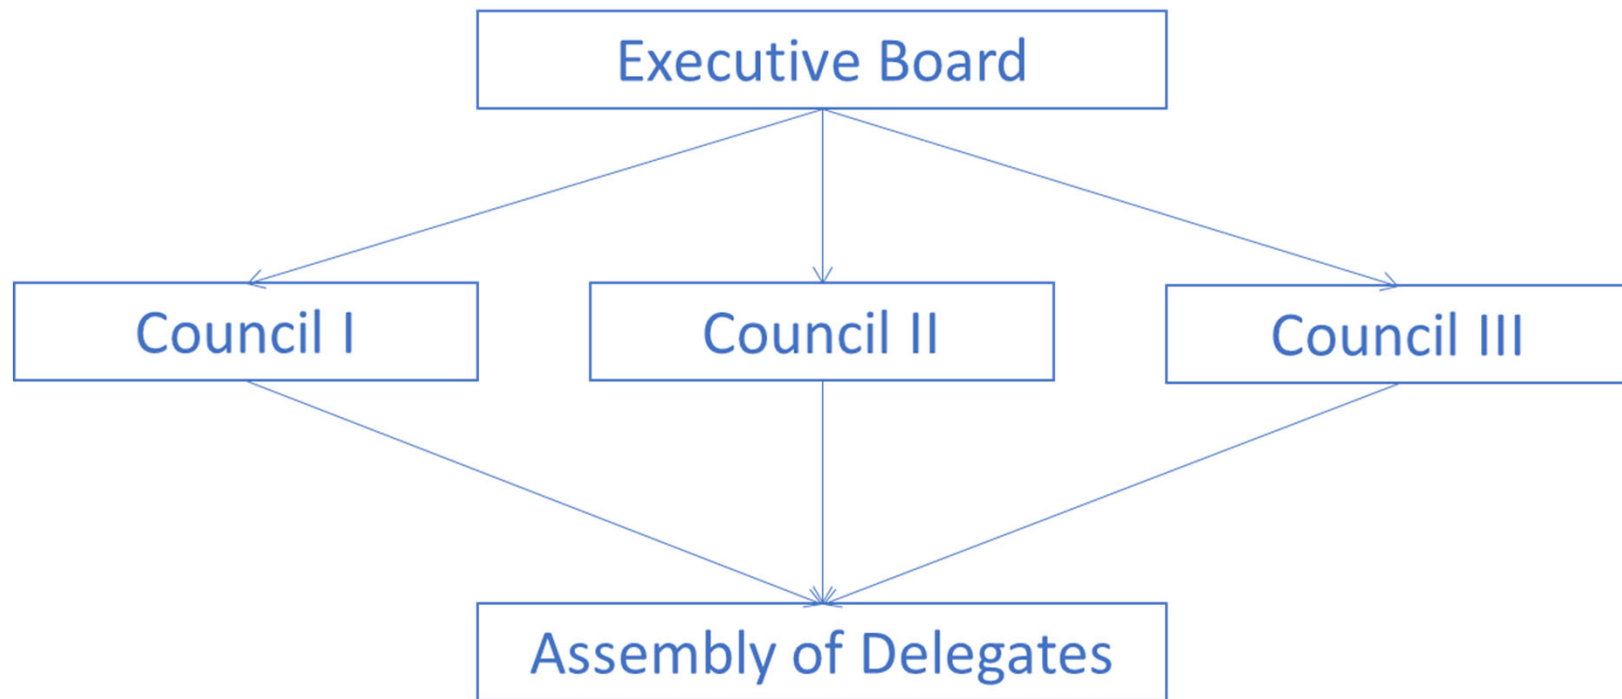 Executive Board
Council I
Council II
Council III
Assembly of Delegates